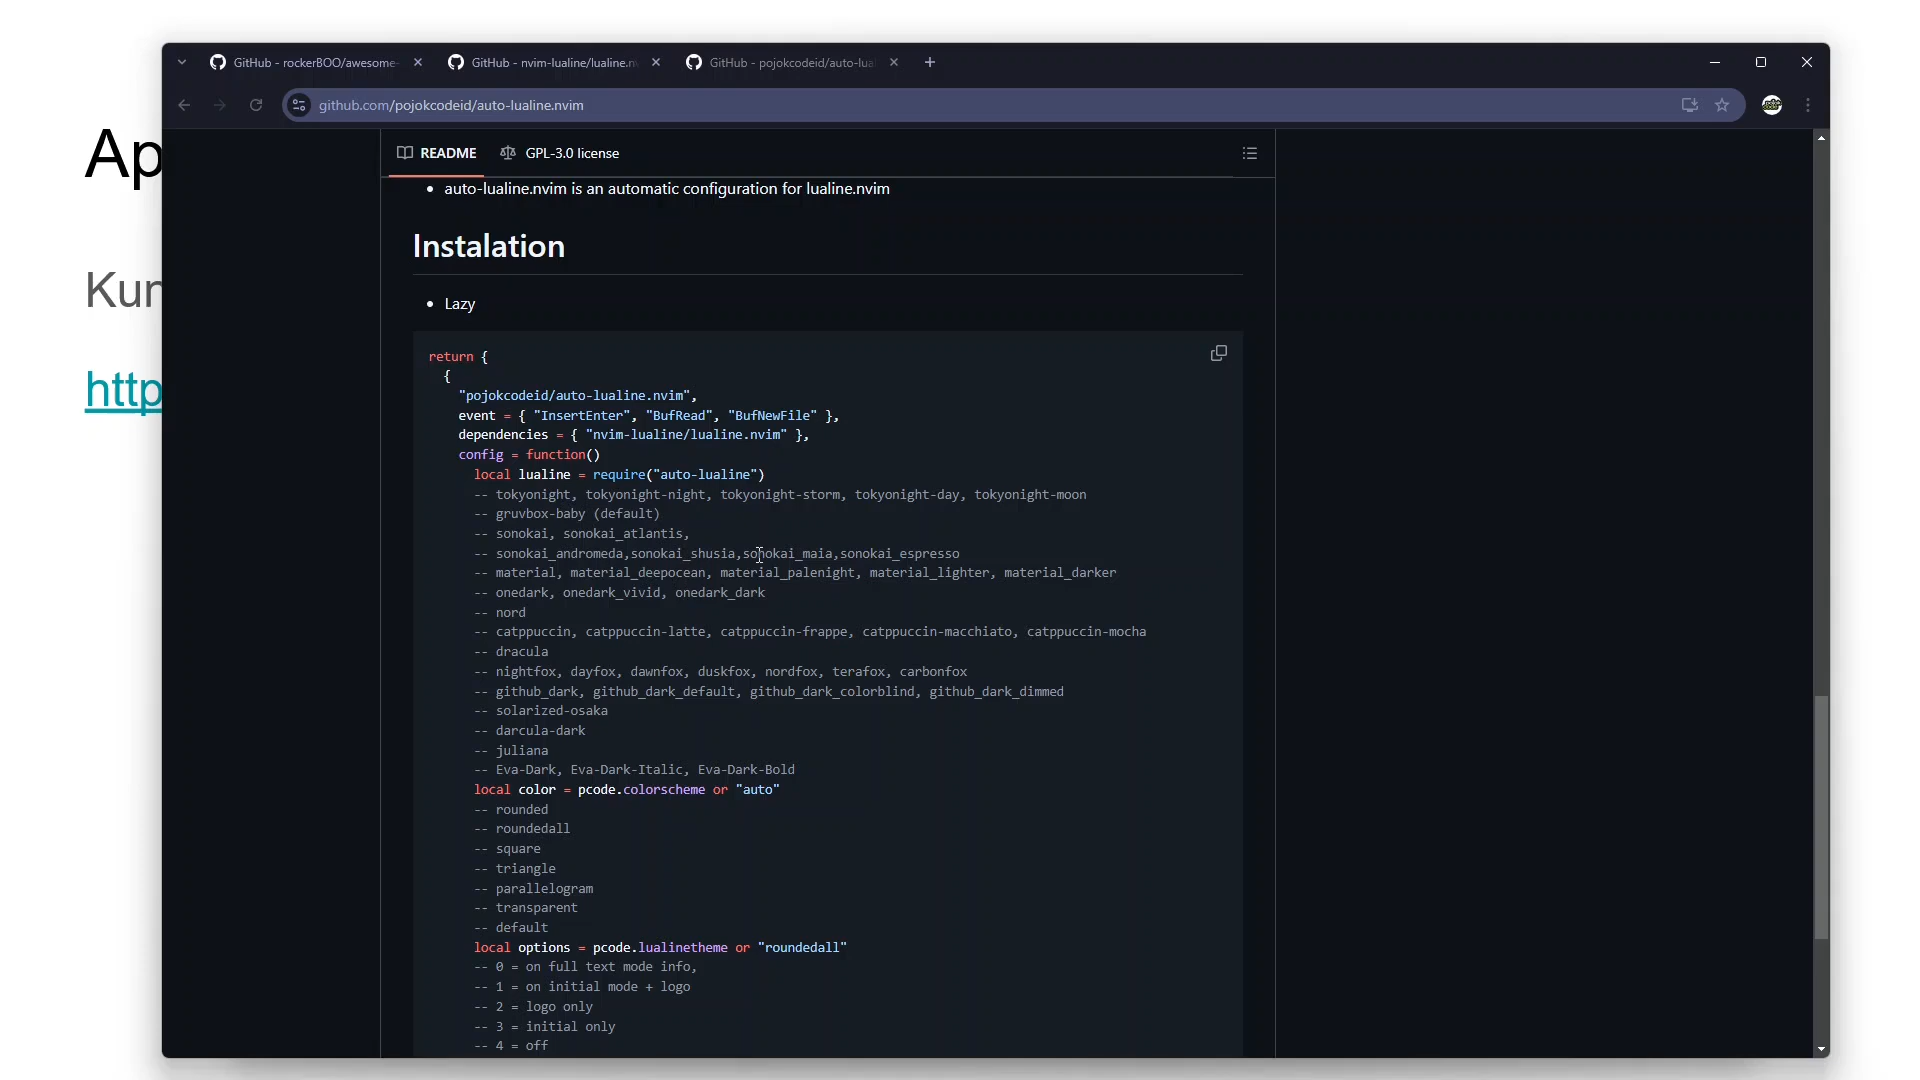 GitHub - rockerBOO/awesome-
GitHub - nvim-lualine/lualine.n
GitHub - pojokcodeid/auto-lual
github.com/pojokcodeid/auto-lualine.nvim
Ap
Kur
http
README
GPL-3.0 license
• auto-lualine.nvim is an automatic configuration for lualine.nvim
Instalation
• Lazy
return {
{
"pojokcodeid/auto-lualine.nvim",
event = { "InsertEnter", "BufRead", "BufNewFile" },
dependencies = { "nvim-lualine/lualine.nvim" },
config = function()
local lualine = require("auto-lualine")
-- tokyonight, tokyonight-night, tokyonight-storm, tokyonight-day, tokyonight-moon
-- gruvbox-baby (default)
-- sonokai, sonokai_atlantis,
-- sonokai_andromeda,sonokai_shusia,sonokai_maia,sonokai_espresso
-- material, material_deepocean, material_palenight, material_lighter, material_darker
-- onedark, onedark_vivid, onedark_dark
-- nord
-- catppuccin, catppuccin-latte, catppuccin-frappe, catppuccin-macchiato, catppuccin-mocha
-- dracula
-- nightfox, dayfox, dawnfox, duskfox, nordfox, terafox, carbonfox
-- github_dark, github_dark_default, github_dark_colorblind, github_dark_dimmed
-- solarized-osaka
-- darcula-dark
-- juliana
-- Eva-Dark, Eva-Dark-Italic, Eva-Dark-Bold
local color = pcode.colorscheme or "auto"
-- rounded
-- roundedall
-- square
-- triangle
-- parallelogram
-- transparent
-- default
local options = pcode.lualinetheme or "roundedall"
-- 0 = on full text mode info,
-- 1 = on initial mode + logo
-- 2 = logo only
-- 3 = initial only
-- 4 = off